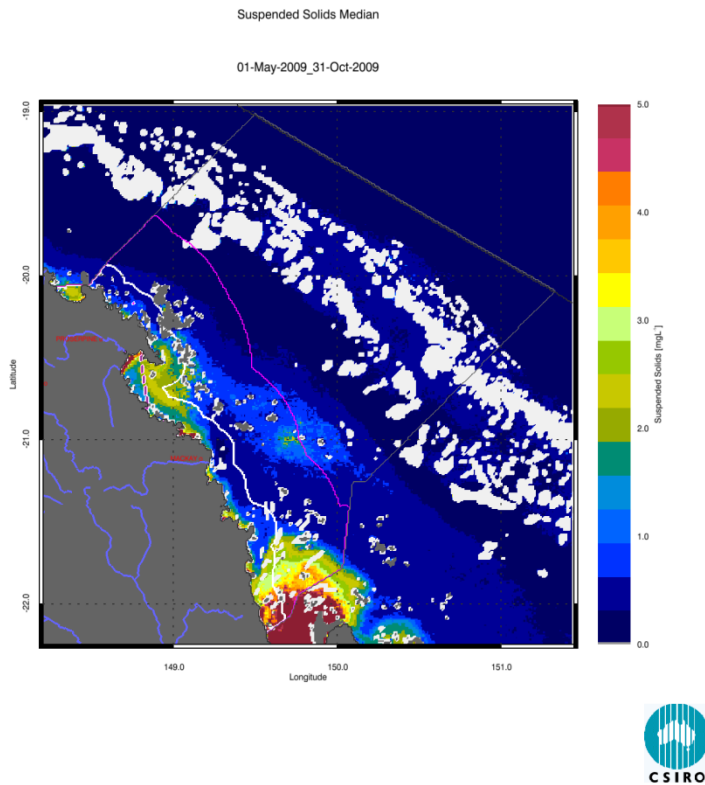 Suspended Solids Median
01-May-2009_31-Oct-2009
-19.0
-20.0
-21.0
-22.0
Latitude
149.0
150.0
151.0
Longitude
5.0
4.0
3.0
2.0
1.0
0.0
Suspended Solids [mgL⁻¹]
CSIRO